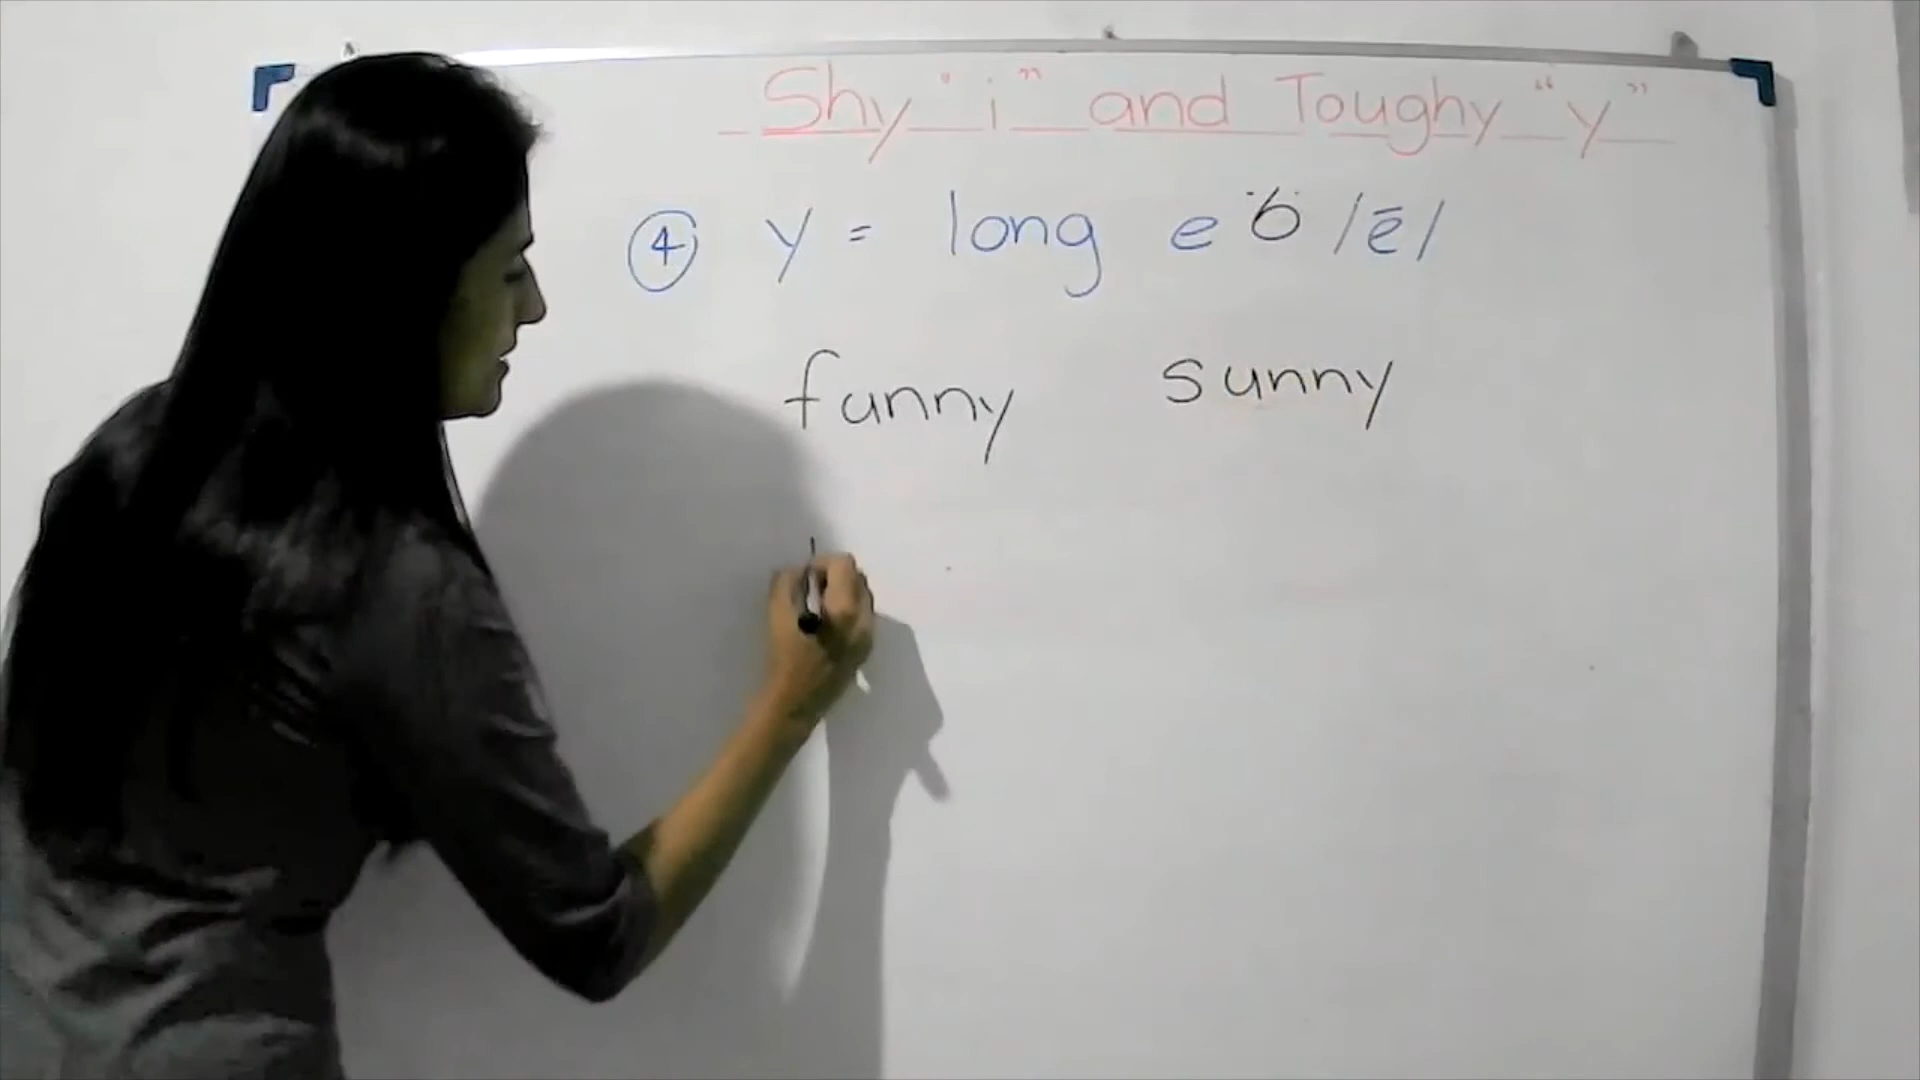 Shy "i" and Toughy "y"
④ y = long e /ē/
funny sunny